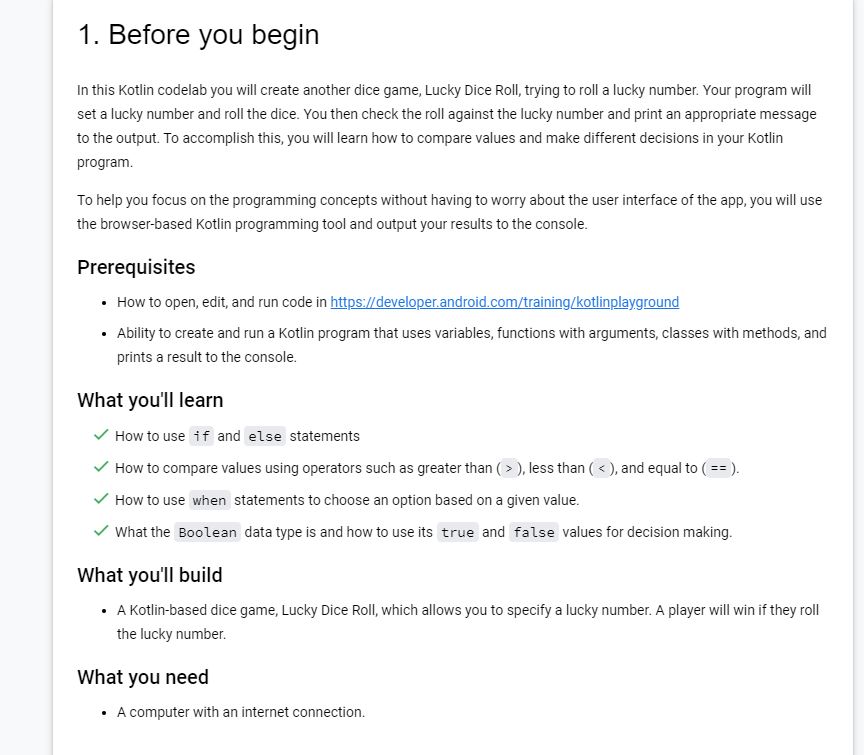 1. Before you begin
In this Kotlin codelab you will create another dice game, Lucky Dice Roll, trying to roll a lucky number. Your program will
set a lucky number and roll the dice. You then check the roll against the lucky number and print an appropriate message
to the output. To accomplish this, you will learn how to compare values and make different decisions in your Kotlin
program.
To help you focus on the programming concepts without having to worry about the user interface of the app, you will use
the browser-based Kotlin programming tool and output your results to the console.
Prerequisites
• How to open, edit, and run code in https://developer.android.com/training/kotlinplayground
• Ability to create and run a Kotlin program that uses variables, functions with arguments, classes with methods, and
prints a result to the console.
What you'll learn
✓ How to use if and else statements
✓ How to compare values using operators such as greater than ( > ), less than ( < ), and equal to ( == ).
✓ How to use when statements to choose an option based on a given value.
✓ What the Boolean data type is and how to use its true and false values for decision making.
What you'll build
• A Kotlin-based dice game, Lucky Dice Roll, which allows you to specify a lucky number. A player will win if they roll
the lucky number.
What you need
• A computer with an internet connection.